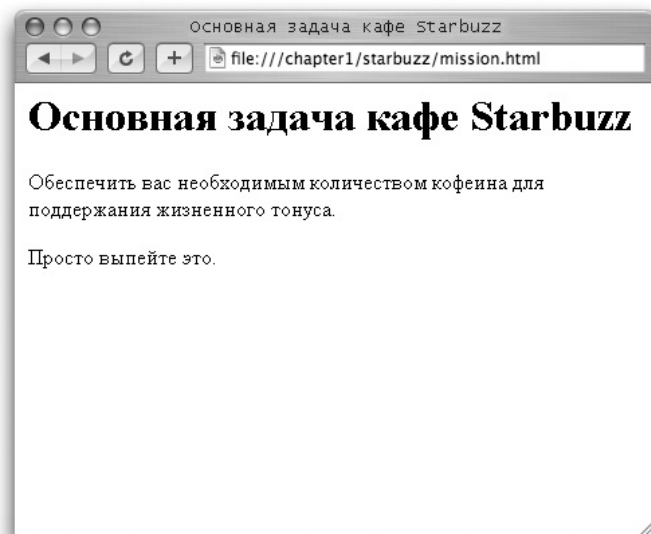 Основная задача кафе Starbuzz
file:///chapter1/starbuzz/mission.html
Основная задача кафе Starbuzz
Обеспечить вас необходимым количеством кофеина для
поддержания жизненного тонуса.
Просто выпейте это.